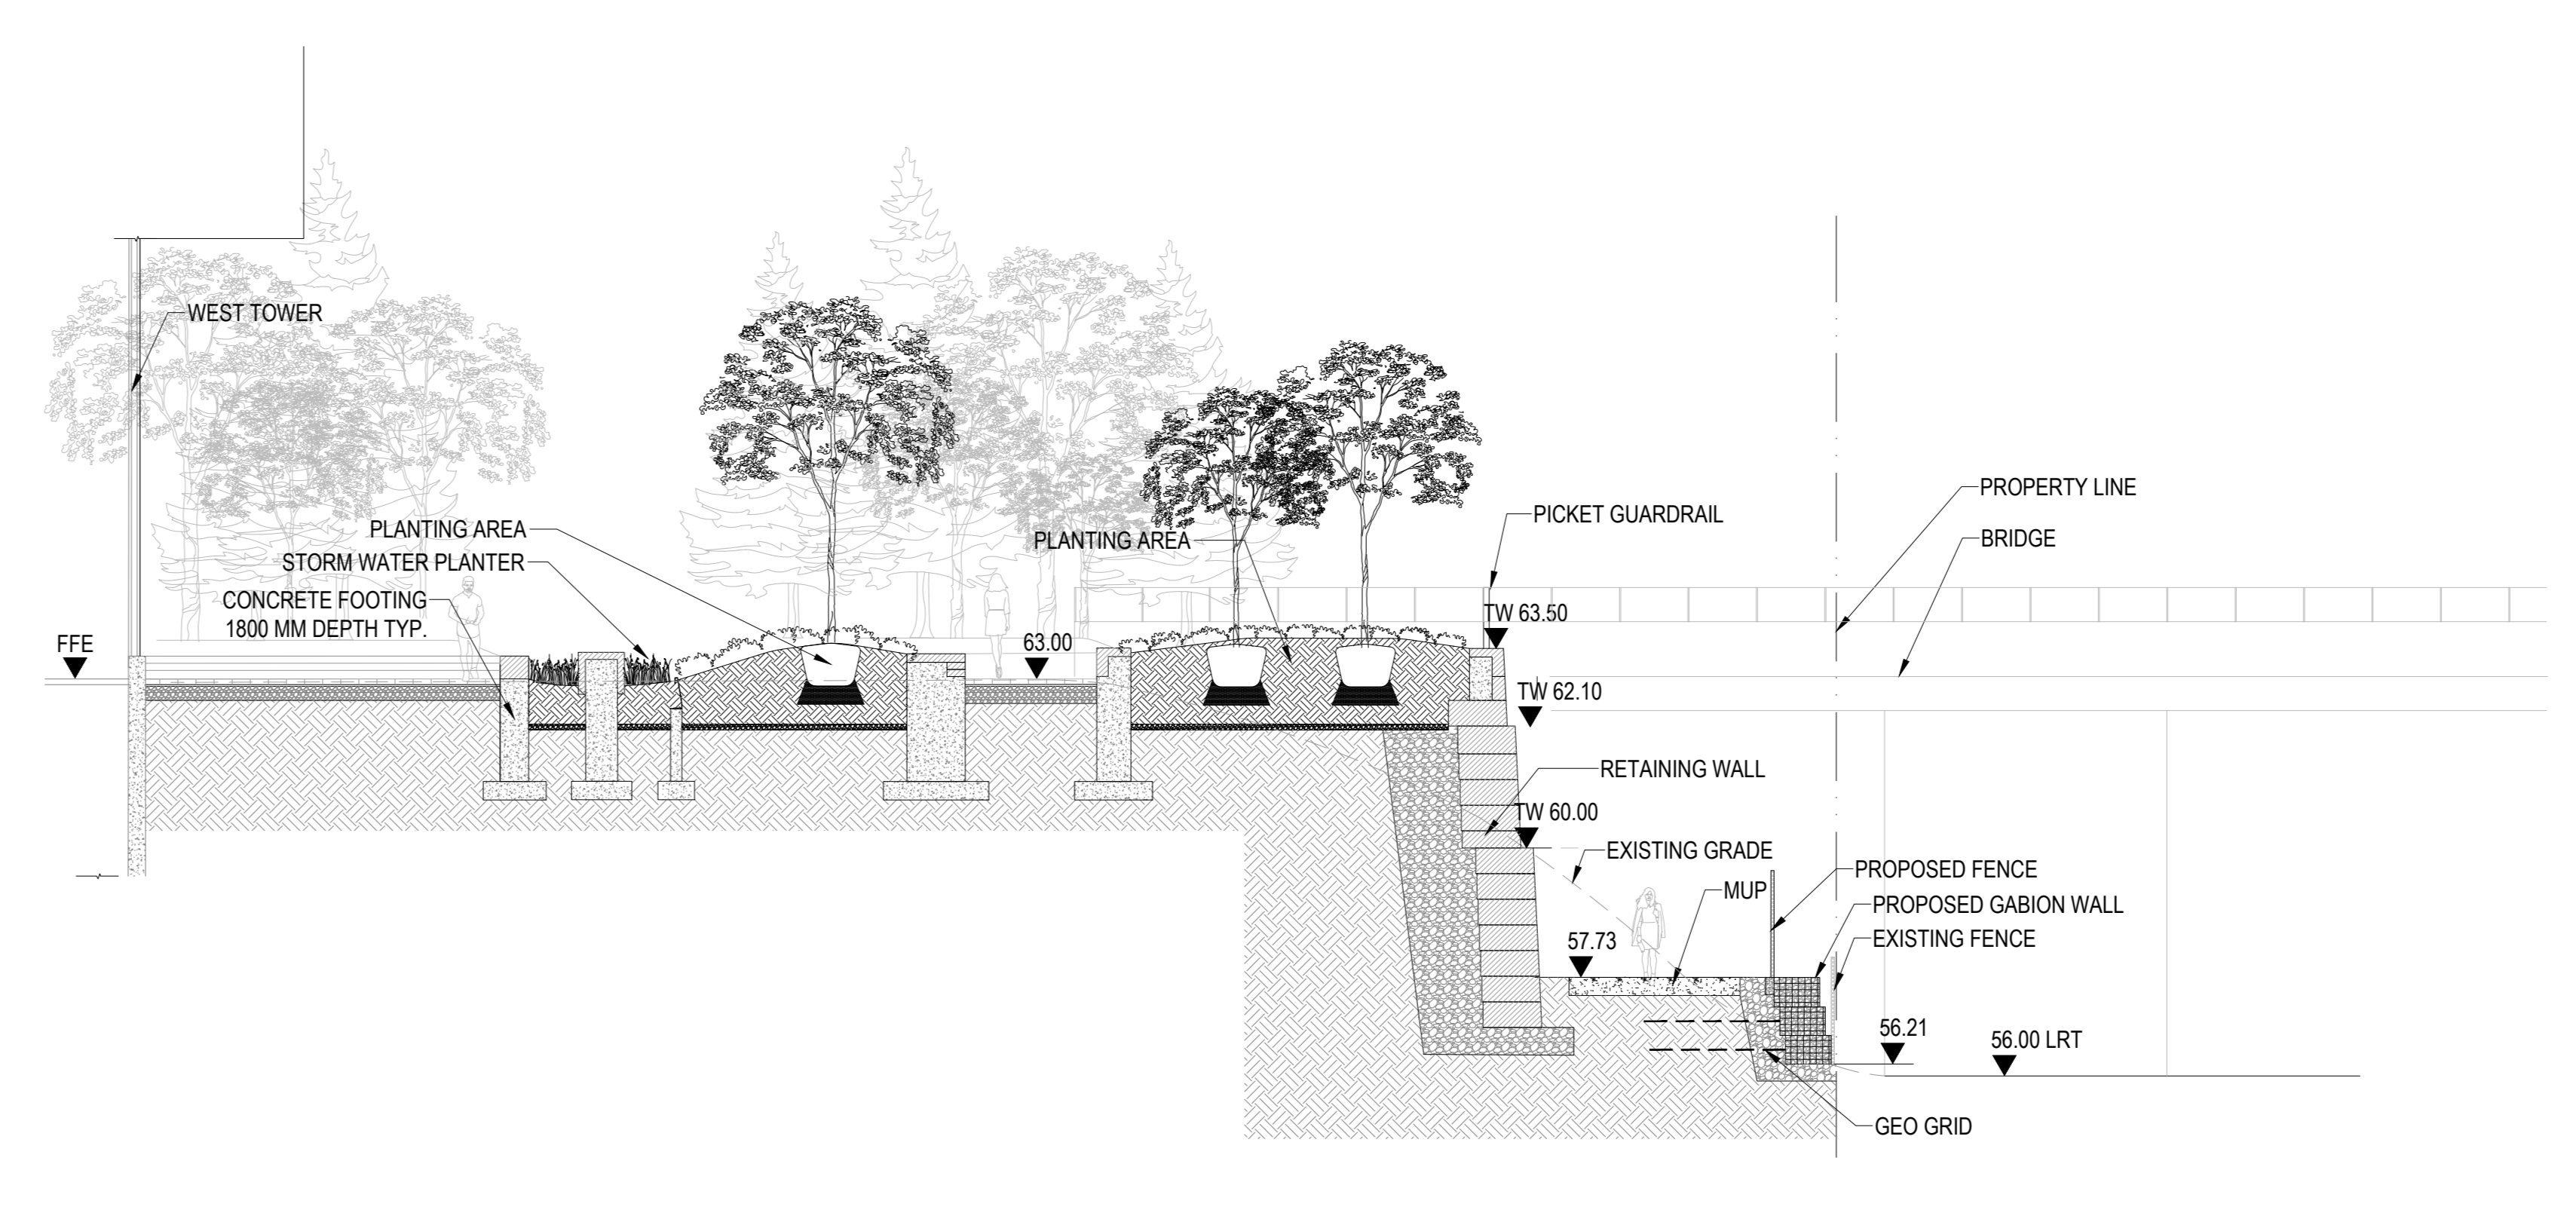 WEST TOWER
PROPERTY LINE
PICKET GUARDRAIL
PLANTING AREA
PLANTING AREA
BRIDGE
STORM WATER PLANTER
CONCRETE FOOTING
1800 MM DEPTH TYP.
TW 63.50
FFE
63.00
TW 62.10
RETAINING WALL
TW 60.00
EXISTING GRADE
PROPOSED FENCE
MUP
PROPOSED GABION WALL
57.73
EXISTING FENCE
56.21
56.00 LRT
GEO GRID